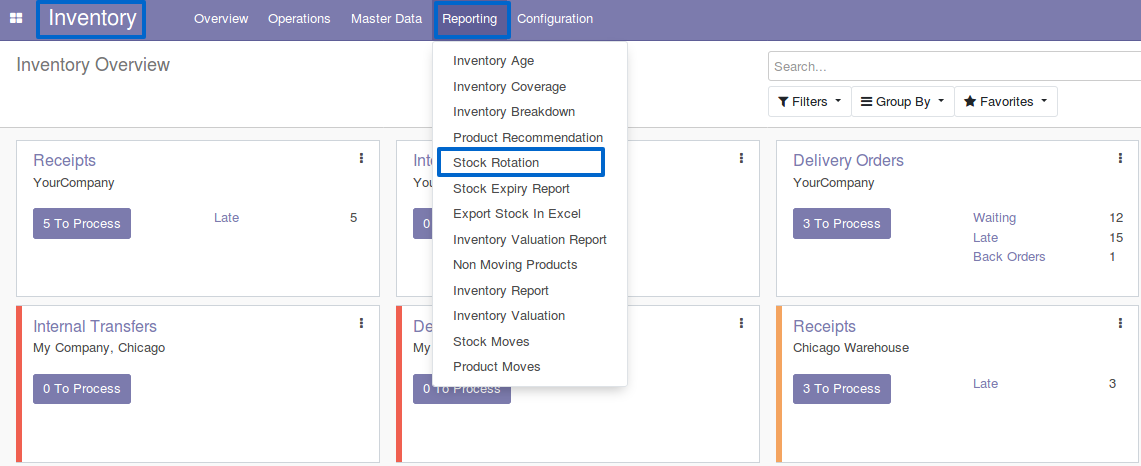 Inventory Overview Operations Master Data Reporting Configuration
Inventory Overview
Search...
Filters Group By Favorites
Inventory Age
Inventory Coverage
Inventory Breakdown
Product Recommendation
Stock Rotation
Stock Expiry Report
Export Stock In Excel
Inventory Valuation Report
Non Moving Products
Inventory Report
Inventory Valuation
Stock Moves
Product Moves
Receipts
YourCompany
5 To Process
Late 5
Int
You
0
Delivery Orders
YourCompany
3 To Process
Waiting 12
Late 15
Back Orders 1
Internal Transfers
My Company, Chicago
0 To Process
De
My
0 To Process
Receipts
Chicago Warehouse
3 To Process
Late 3